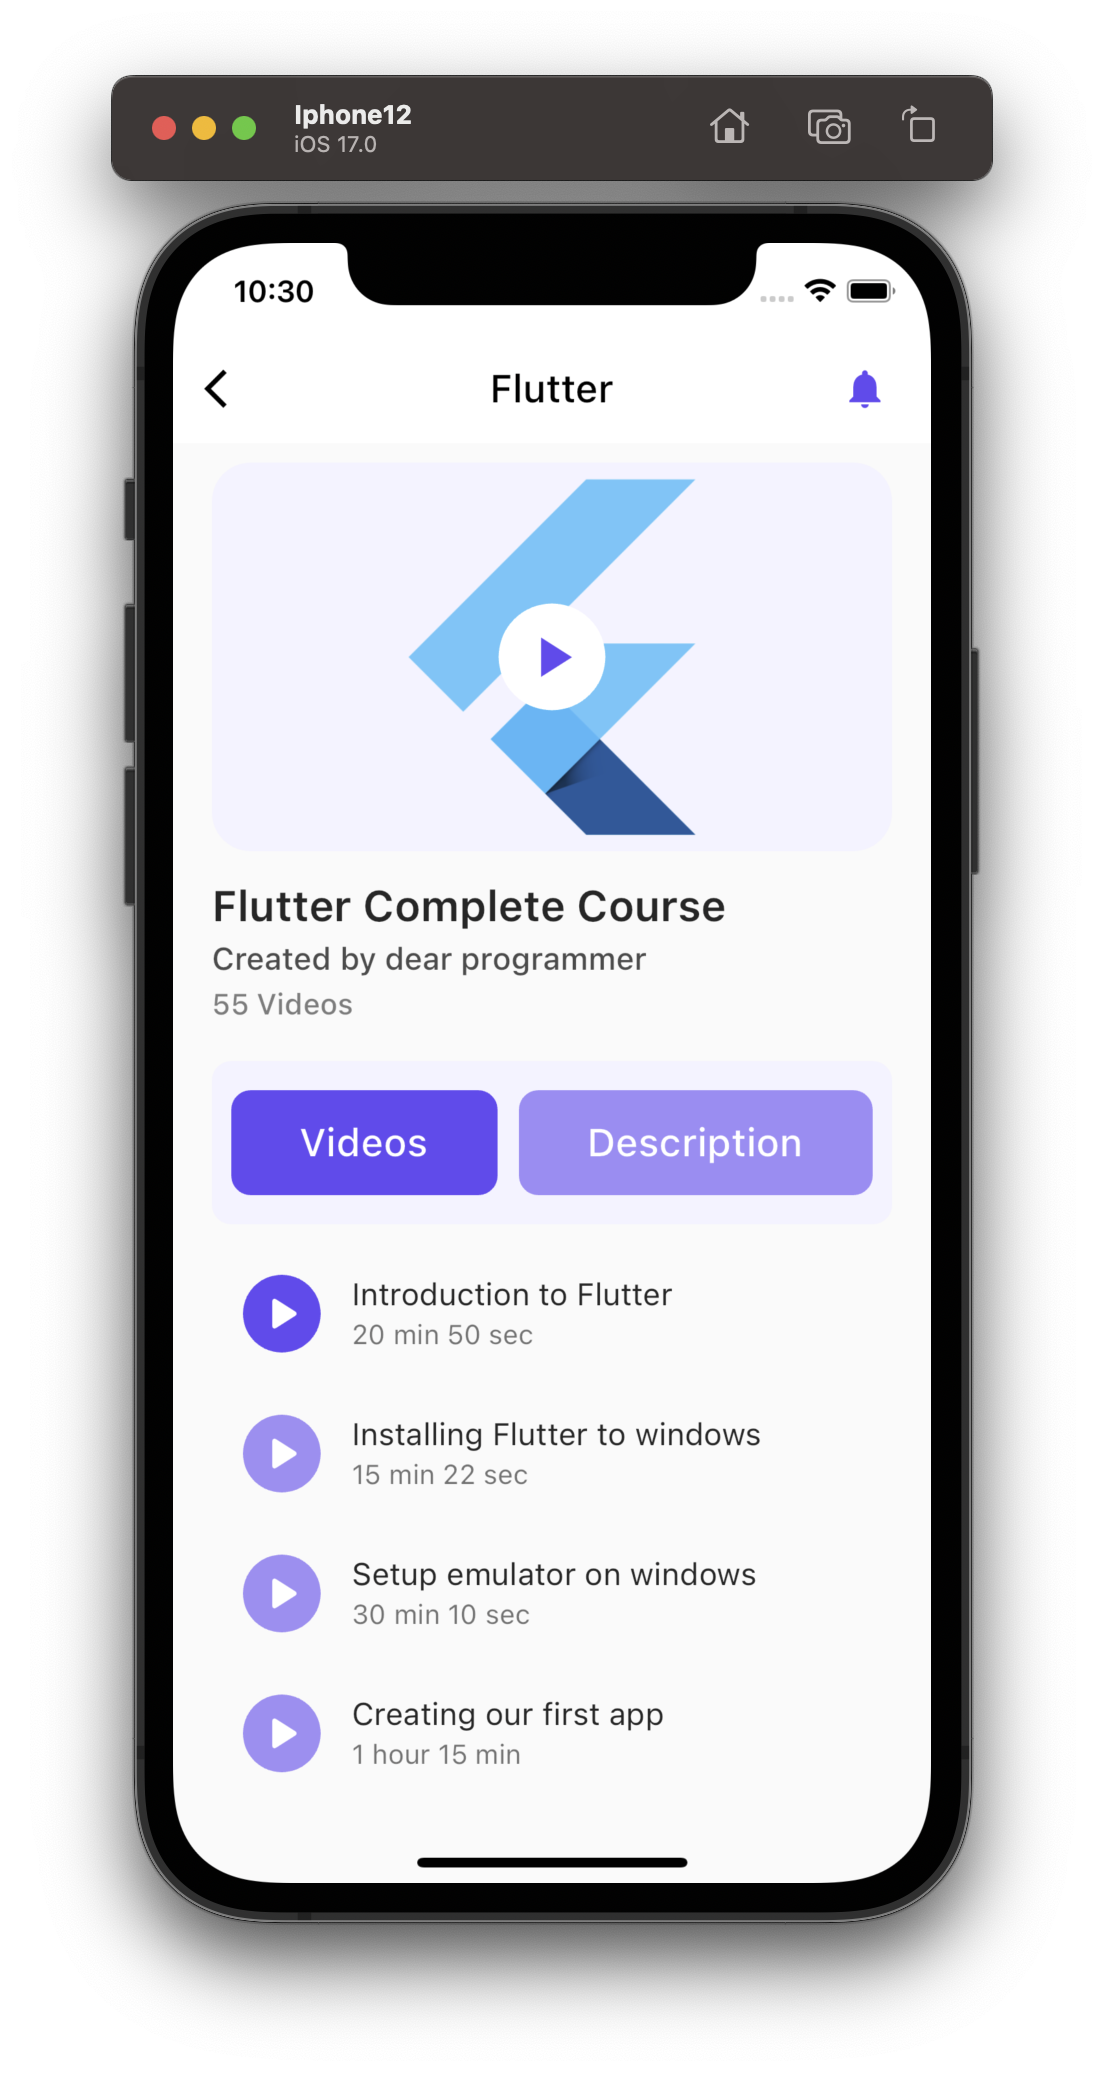 Iphone12
iOS 17.0
10:30
Flutter
Flutter Complete Course
Created by dear programmer
55 Videos
Videos Description
Introduction to Flutter
20 min 50 sec
Installing Flutter to windows
15 min 22 sec
Setup emulator on windows
30 min 10 sec
Creating our first app
1 hour 15 min